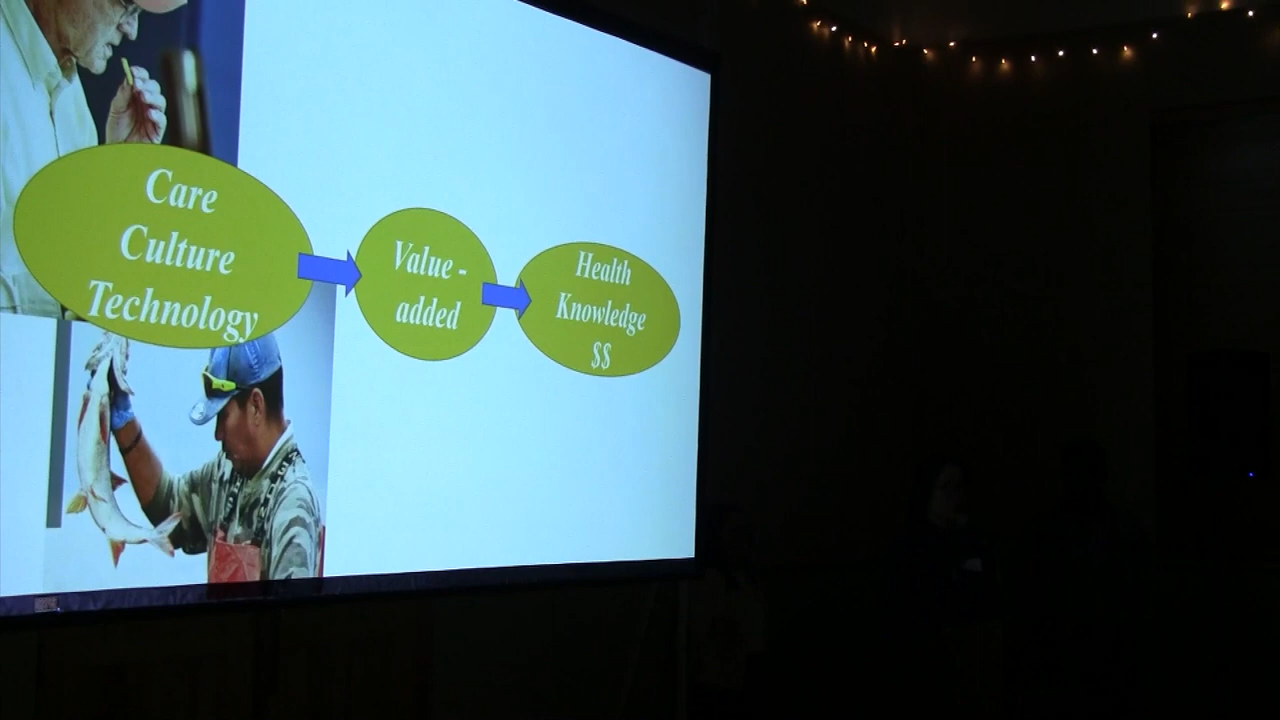 Care
Culture
Technology
Value -
added
Health
Knowledge
$$